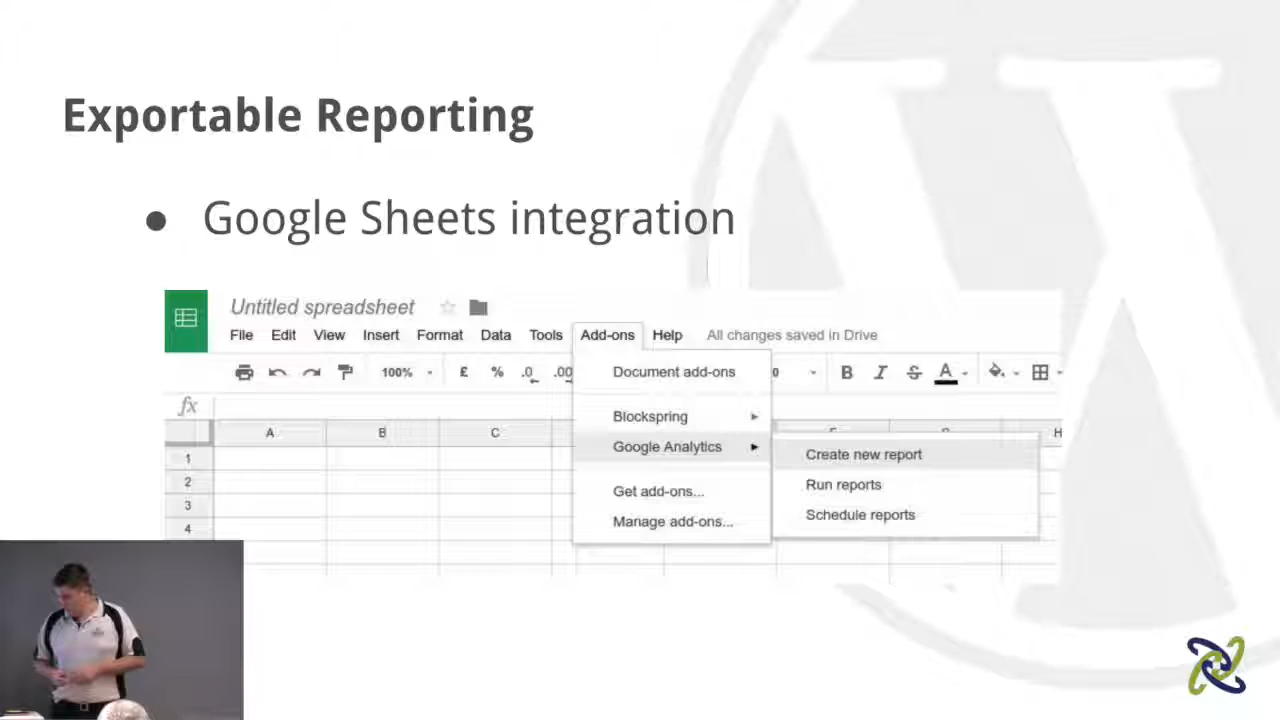 Exportable Reporting
● Google Sheets integration
Untitled spreadsheet
File Edit View Insert Format Data Tools Add-ons Help All changes saved in Drive
100% £ % .0 .00 0 B I S A
Document add-ons
fx
Blockspring
A B C H
Google Analytics
Create new report
1
2
Run reports
Get add-ons...
3
Schedule reports
Manage add-ons...
4